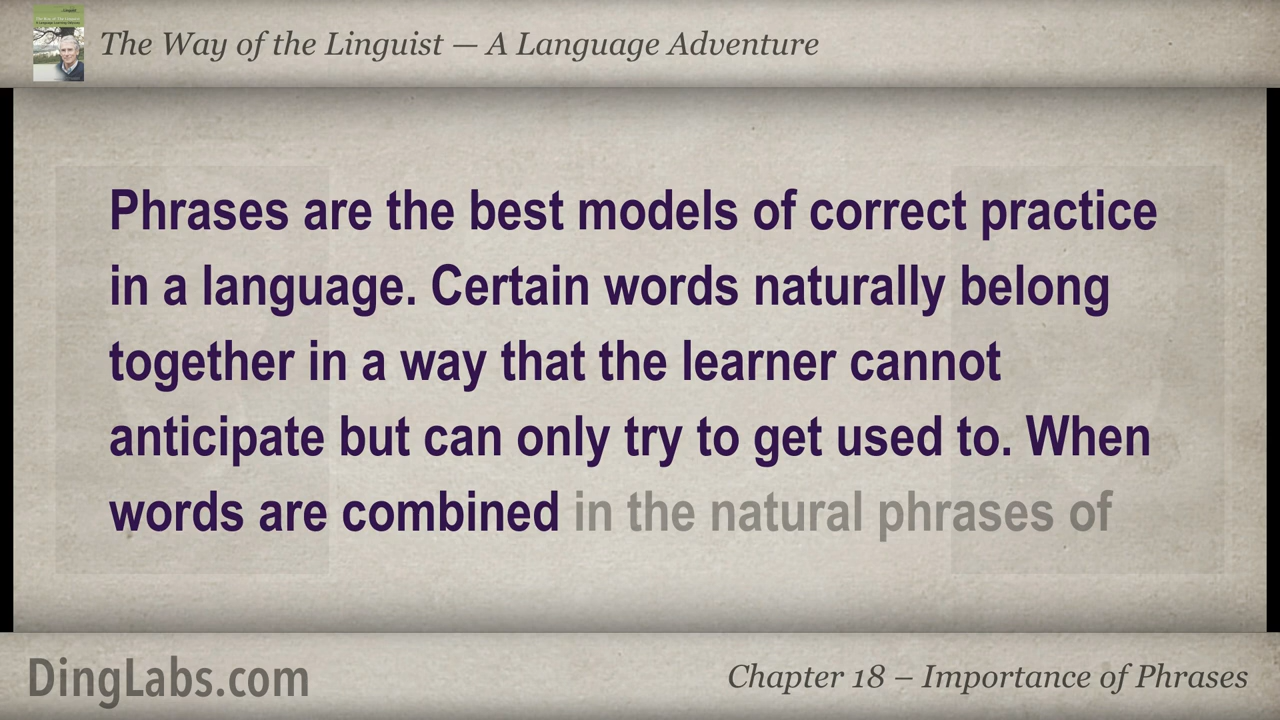 The Way of the Linguist — A Language Adventure
Phrases are the best models of correct practice
in a language. Certain words naturally belong
together in a way that the learner cannot
anticipate but can only try to get used to. When
words are combined in the natural phrases of
DingLabs.com
Chapter 18 – Importance of Phrases